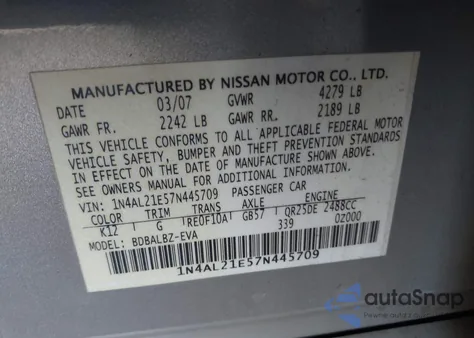 MANUFACTURED BY NISSAN MOTOR CO., LTD.
DATE 03/07 GVWR 4279 LB
GAWR FR. 2242 LB GAWR RR. 2189 LB
THIS VEHICLE CONFORMS TO ALL APPLICABLE FEDERAL MOTOR
VEHICLE SAFETY, BUMPER AND THEFT PREVENTION STANDARDS
IN EFFECT ON THE DATE OF MANUFACTURE SHOWN ABOVE.
SEE OWNERS MANUAL FOR ADDITIONAL INFORMATION.
VIN: 1N4AL21E57N445709 PASSENGER CAR
COLOR TRIM TRANS AXLE ENGINE
K12 G RE0F10A GB57 QR25DE 2488CC
MODEL: BDBALBZ-EVA 339 0Z000
1N4AL21E57N445709
autoSnap